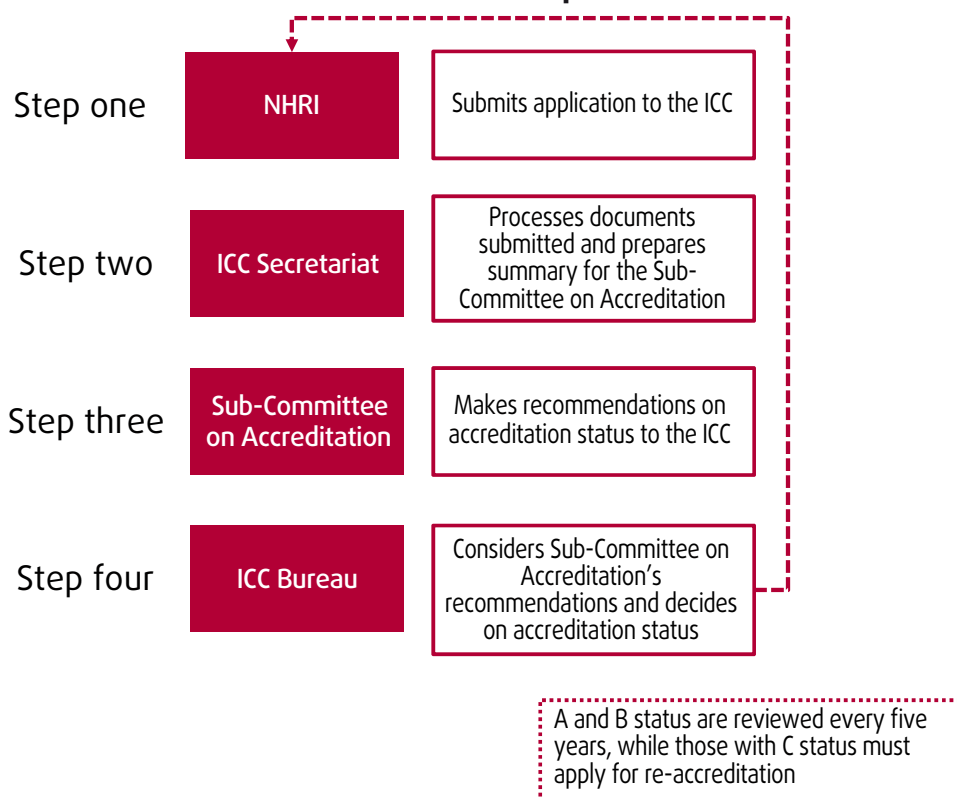 Step one
NHRI
Submits application to the ICC
Step two
ICC Secretariat
Processes documents
submitted and prepares
summary for the Sub-
Committee on Accreditation
Step three
Sub-Committee
on Accreditation
Makes recommendations on
accreditation status to the ICC
Step four
ICC Bureau
Considers Sub-Committee on
Accreditation’s
recommendations and decides
on accreditation status
A and B status are reviewed every five
years, while those with C status must
apply for re-accreditation